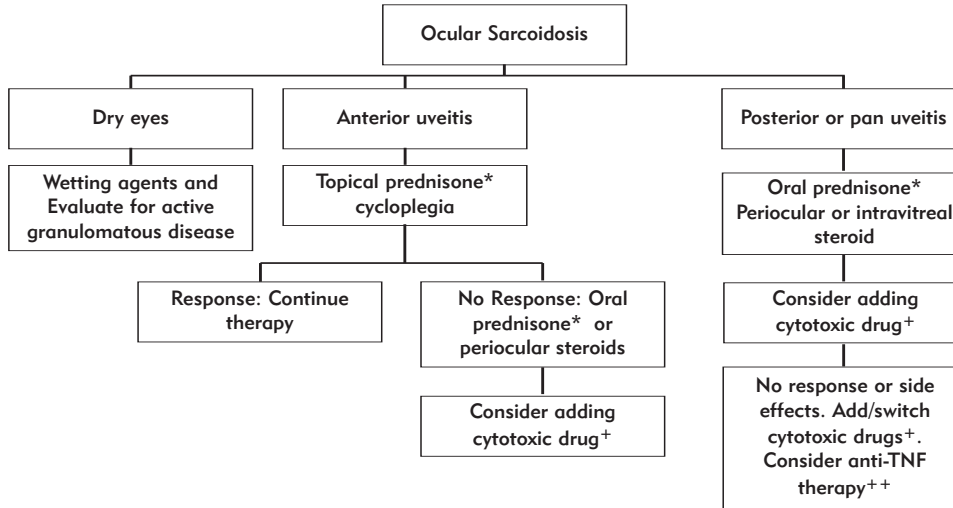 Ocular Sarcoidosis
Dry eyes
Anterior uveitis
Posterior or pan uveitis
Wetting agents and
Evaluate for active
granulomatous disease
Topical prednisone*
cycloplegia
Oral prednisone*
Periocular or intravitreal
steroid
Response: Continue
therapy
No Response: Oral
prednisone* or
periocular steroids
Consider adding
cytotoxic drug+
Consider adding
cytotoxic drug+
No response or side
effects. Add/switch
cytotoxic drugs+.
Consider anti-TNF
therapy++